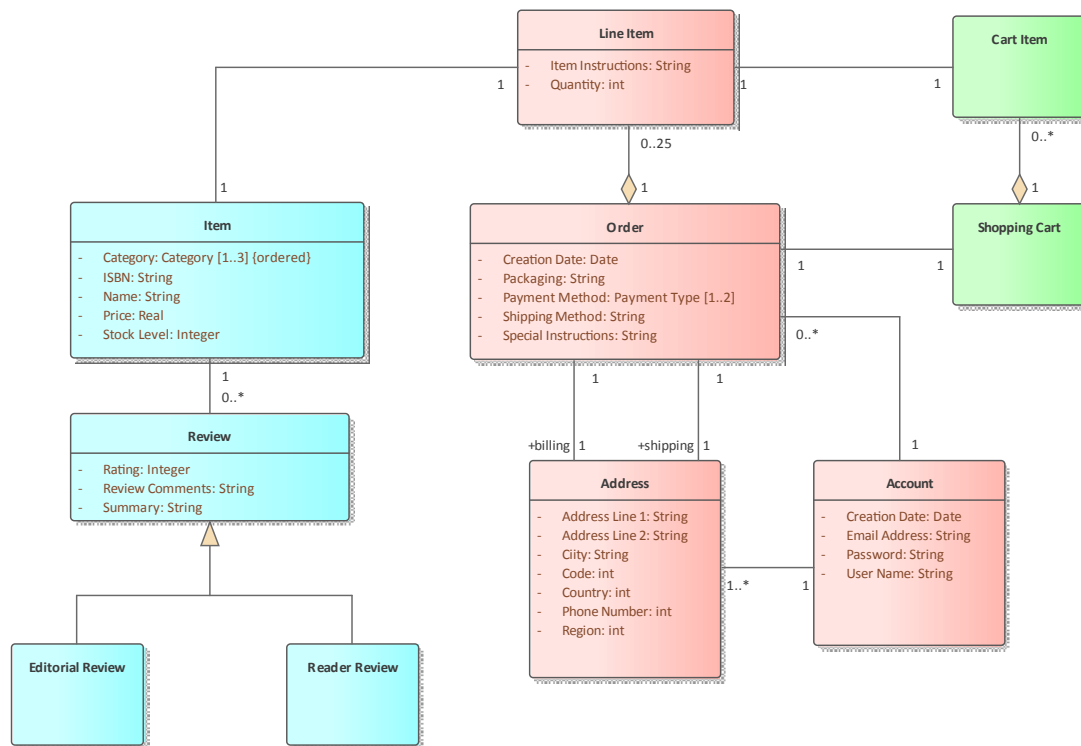 Line Item
- Item Instructions: String
- Quantity: int
Cart Item
1
1
1
0..25
0..*
1
1
1
Item
- Category: Category [1..3] {ordered}
- ISBN: String
- Name: String
- Price: Real
- Stock Level: Integer
Order
- Creation Date: Date
- Packaging: String
- Payment Method: Payment Type [1..2]
- Shipping Method: String
- Special Instructions: String
Shopping Cart
1
1
0..*
1
0..*
1
1
Review
- Rating: Integer
- Review Comments: String
- Summary: String
+billing 1
+shipping 1
1
Address
- Address Line 1: String
- Address Line 2: String
- Ciity: String
- Code: int
- Country: int
- Phone Number: int
- Region: int
Account
- Creation Date: Date
- Email Address: String
- Password: String
- User Name: String
1..*
1
Editorial Review
Reader Review